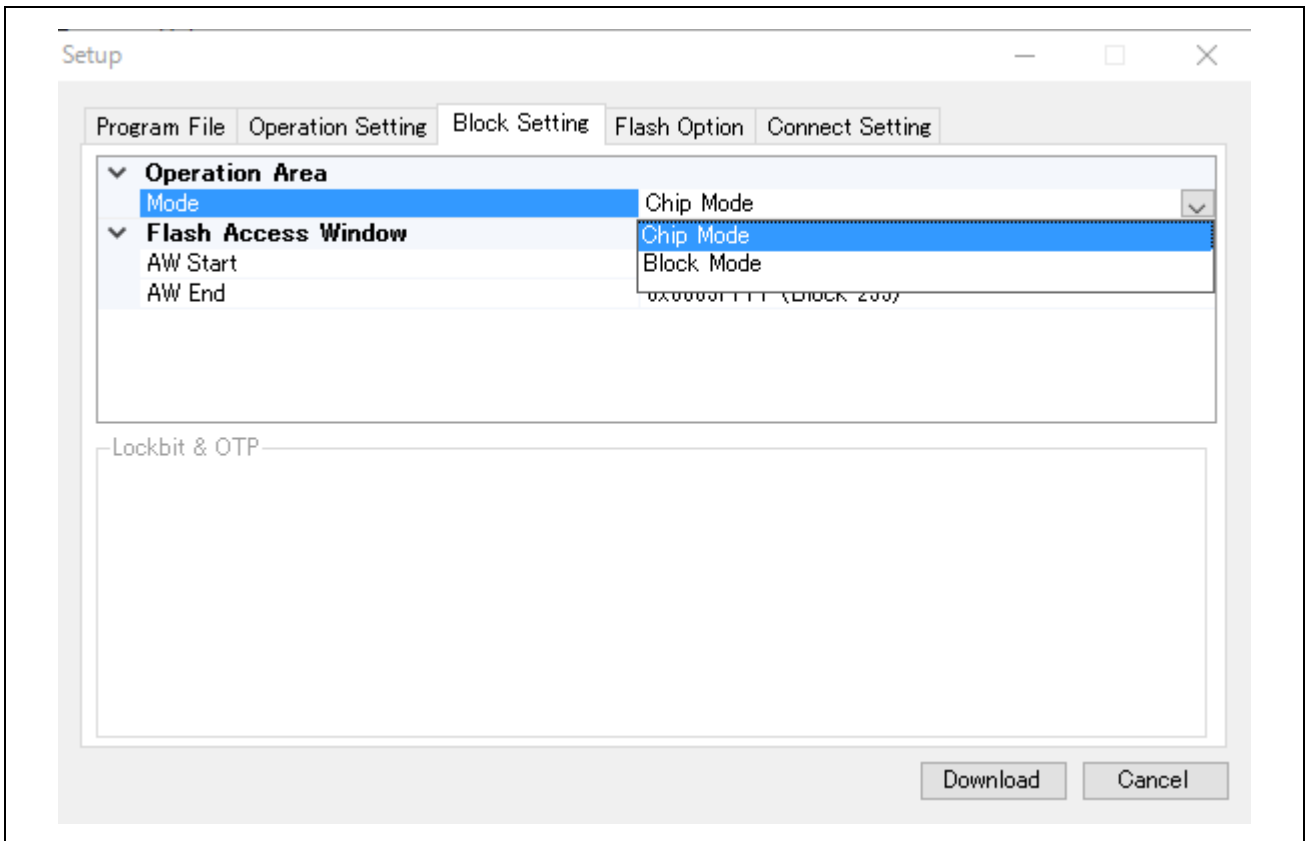 Setup
Program File Operation Setting Block Setting Flash Option Connect Setting
Operation Area
Mode Chip Mode
Flash Access Window Chip Mode
AW Start Block Mode
AW End
Lockbit & OTP
Download Cancel